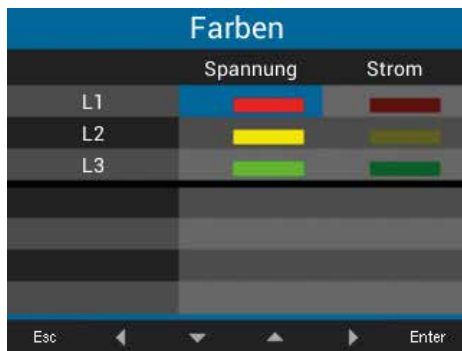 Farben
Spannung Strom
L1
L2
L3
Esc Enter